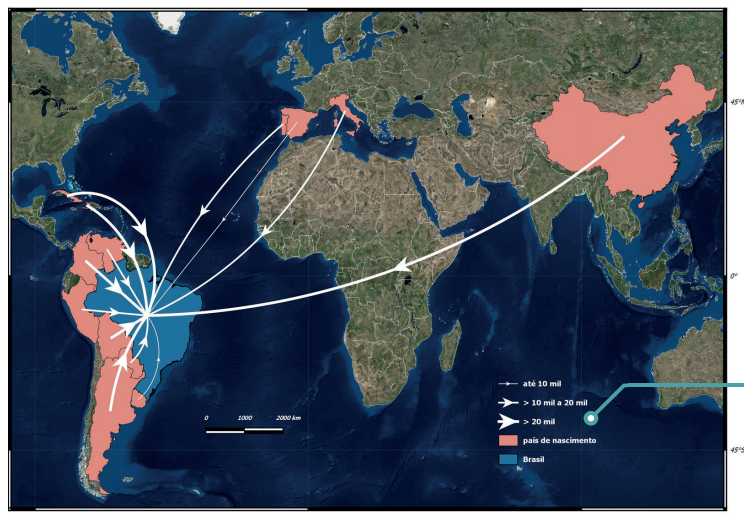 45°N
0°
45°S
0 1000 2000 km
até 10 mil
> 10 mil a 20 mil
> 20 mil
país de nascimento
Brasil